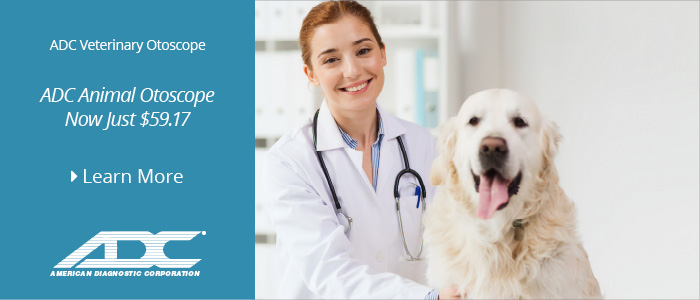 ADC Veterinary Otoscope
ADC Animal Otoscope
Now Just $59.17
Learn More
ADC
AMERICAN DIAGNOSTIC CORPORATION